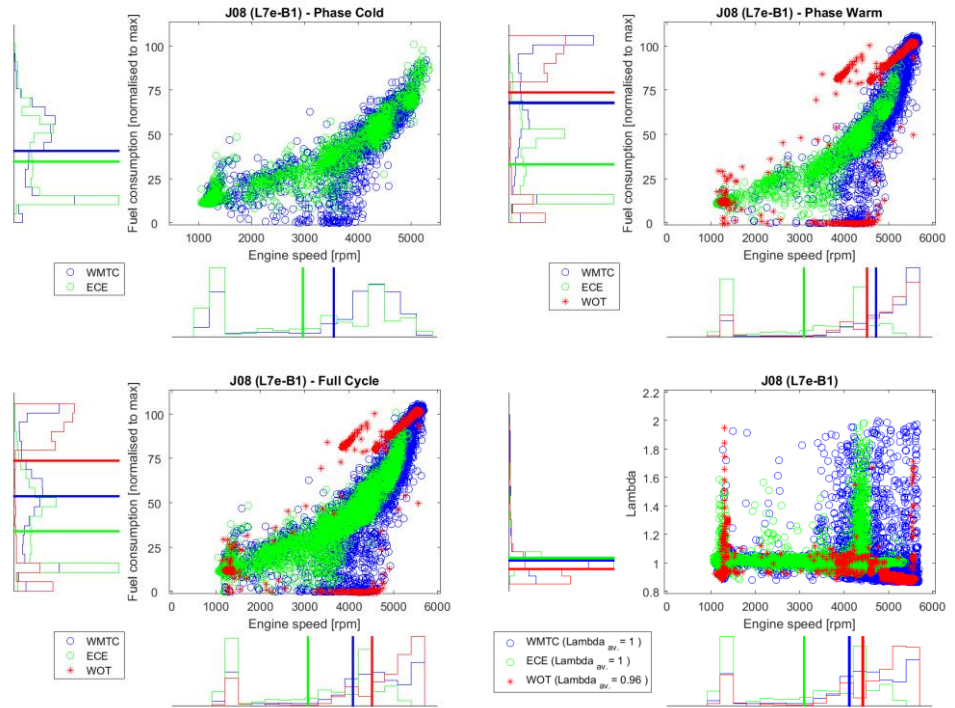 J08 (L7e-B1) - Phase Cold
Fuel consumption [normalised to max]
100
75
50
25
0
1000 2000 3000 4000 5000
Engine speed [rpm]
WMTC
ECE
J08 (L7e-B1) - Phase Warm
Fuel consumption [normalised to max]
100
75
50
25
0
0 1000 2000 3000 4000 5000 6000
Engine speed [rpm]
WMTC
ECE
WOT
J08 (L7e-B1) - Full Cycle
Fuel consumption [normalised to max]
100
75
50
25
0
0 1000 2000 3000 4000 5000 6000
Engine speed [rpm]
WMTC
ECE
WOT
J08 (L7e-B1)
Lambda
2.2
2
1.8
1.6
1.4
1.2
1
0.8
0 1000 2000 3000 4000 5000 6000
Engine speed [rpm]
WMTC ( Lambda av. = 1 )
ECE ( Lambda av. = 1 )
WOT ( Lambda av. = 0.96 )